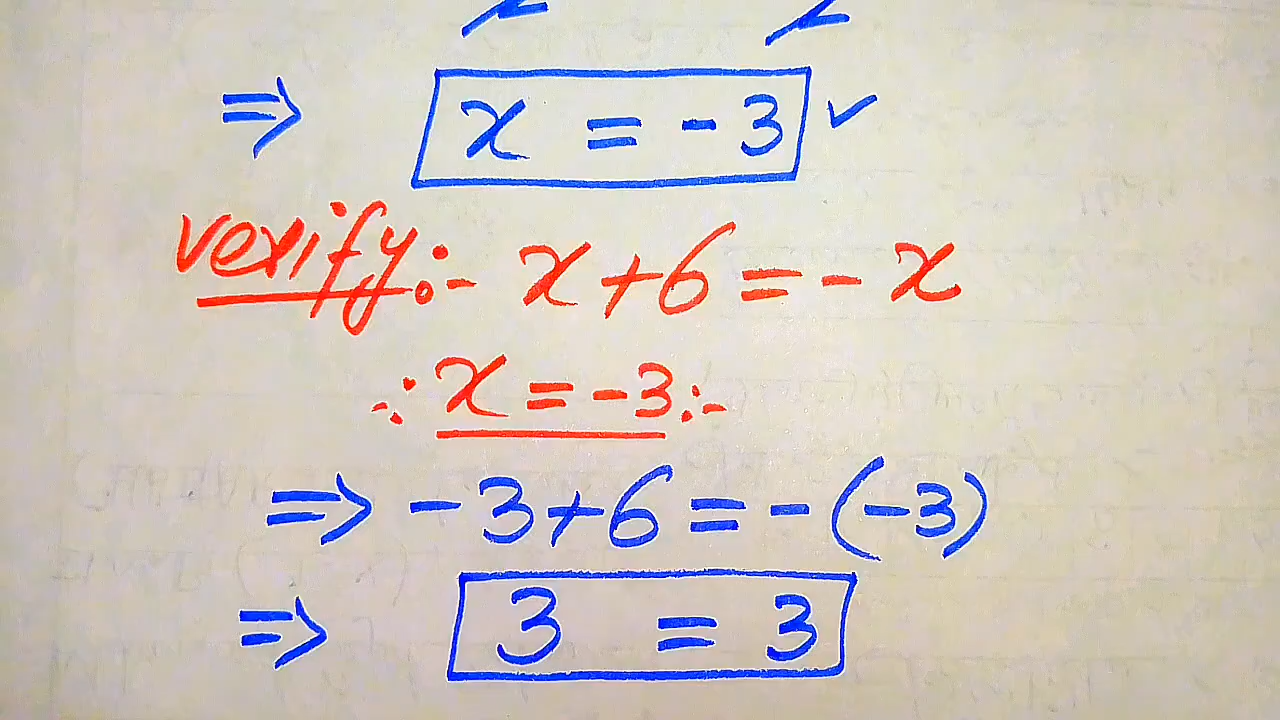 ⇒ x = -3 ✓
verify:- x+6=-x
∴ x = -3:-
⇒ -3+6=-(-3)
⇒ 3 = 3